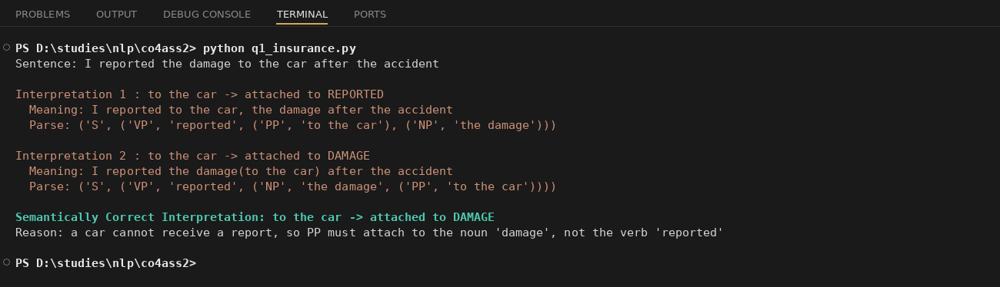 PROBLEMS OUTPUT DEBUG CONSOLE TERMINAL PORTS
PS D:\studies\nlp\co4ass2> python q1_insurance.py
Sentence: I reported the damage to the car after the accident
Interpretation 1 : to the car -> attached to REPORTED
Meaning: I reported to the car, the damage after the accident
Parse: ('S', ('VP', 'reported', ('PP', 'to the car'), ('NP', 'the damage')))
Interpretation 2 : to the car -> attached to DAMAGE
Meaning: I reported the damage(to the car) after the accident
Parse: ('S', ('VP', 'reported', ('NP', 'the damage', ('PP', 'to the car'))))
Semantically Correct Interpretation: to the car -> attached to DAMAGE
Reason: a car cannot receive a report, so PP must attach to the noun 'damage', not the verb 'reported'
PS D:\studies\nlp\co4ass2>